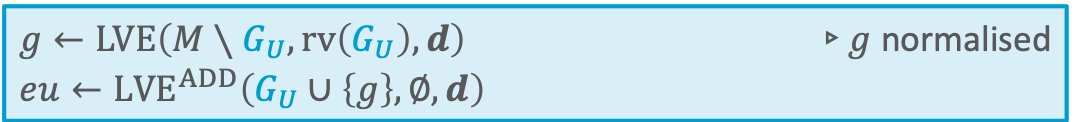 g ← LVE(M \ G_U, rv(G_U), d) ▹ g normalised
eu ← LVE^ADD(G_U ∪ {g}, ∅, d)